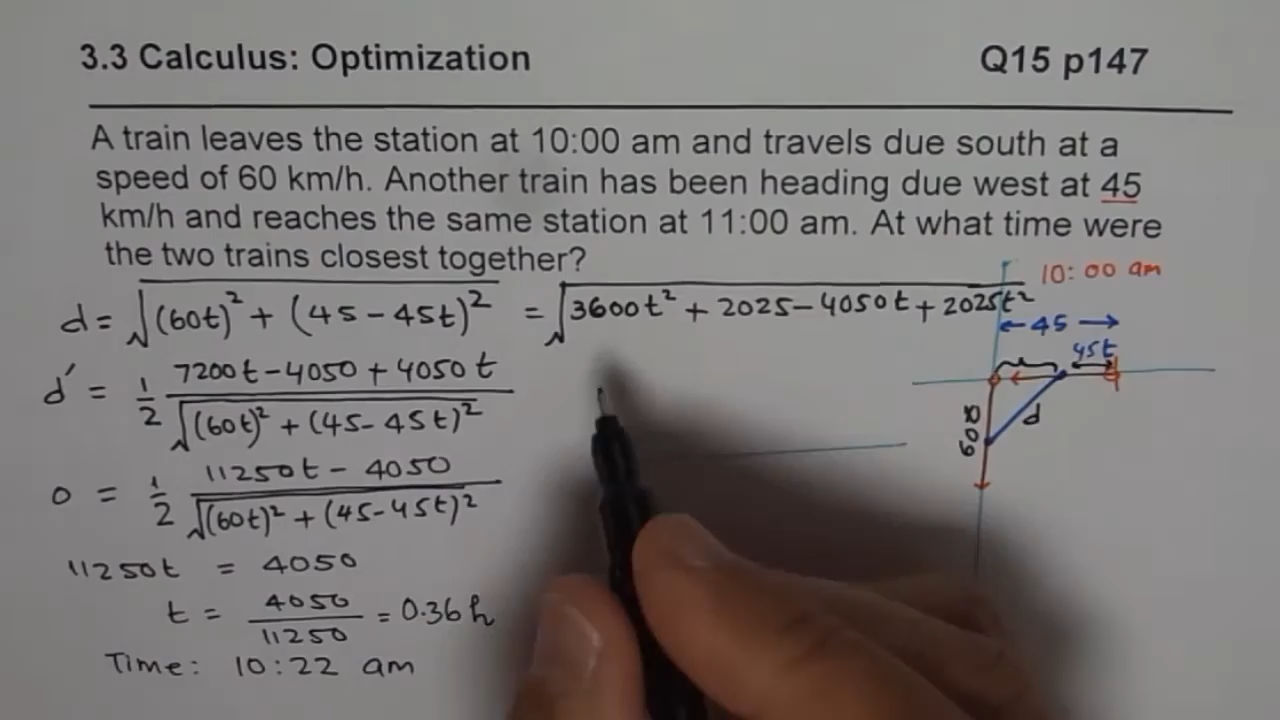 3.3 Calculus: Optimization
Q15 p147
A train leaves the station at 10:00 am and travels due south at a
speed of 60 km/h. Another train has been heading due west at 45
km/h and reaches the same station at 11:00 am. At what time were
the two trains closest together?
10:00 am
d = √(60t)² + (45 – 45t)² = √3600t² + 2025 – 4050t + 2025t²
45
45t
d' = 1/2 7200t – 4050 + 4050t / √(60t)² + (45 – 45t)²
d
0 = 1/2 11250t – 4050 / √(60t)² + (45 – 45t)²
11250t = 4050
t = 4050/11250 = 0.36 h
Time: 10:22 am